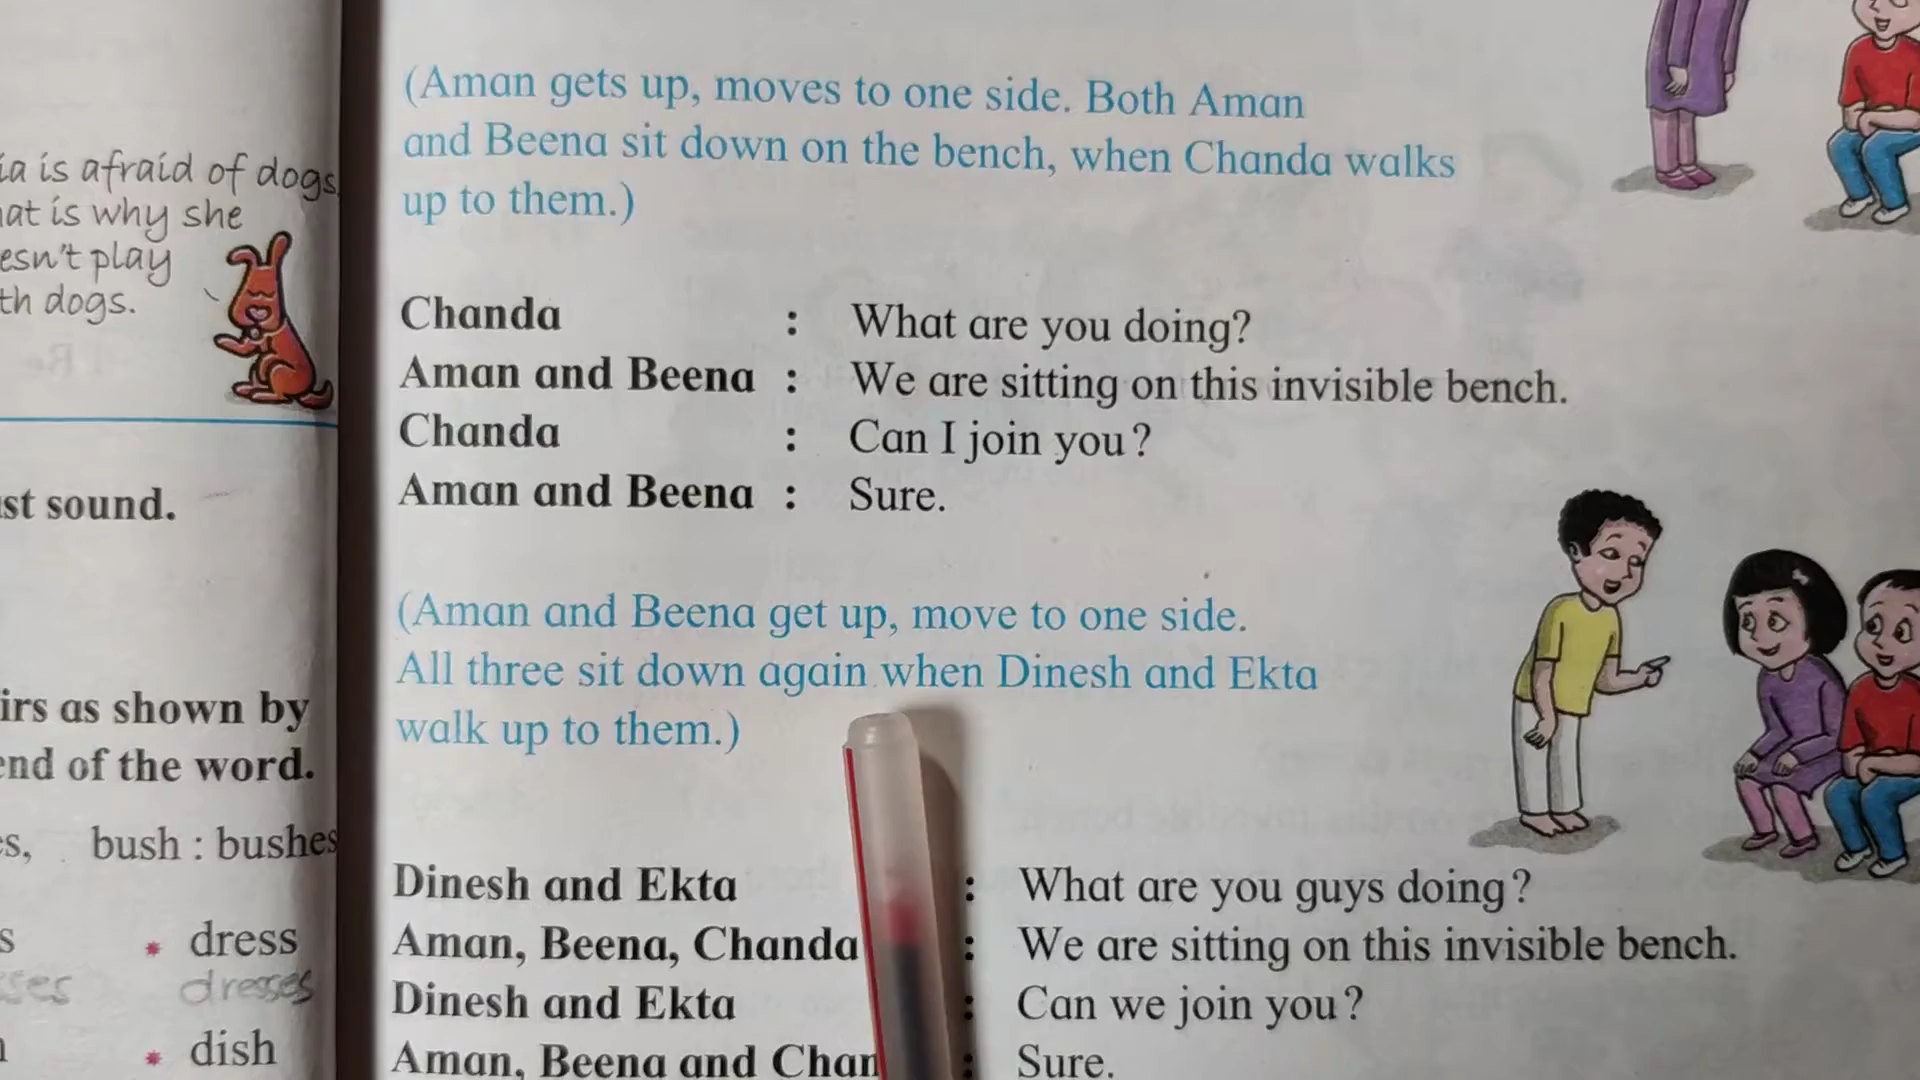 is afraid of dogs
is why she
play
dogs.
sound.
as shown by
of the word.
bush : bushes
* dress
dresses
* dish
(Aman gets up, moves to one side. Both Aman
and Beena sit down on the bench, when Chanda walks
up to them.)
Chanda : What are you doing?
Aman and Beena : We are sitting on this invisible bench.
Chanda : Can I join you?
Aman and Beena : Sure.
(Aman and Beena get up, move to one side.
All three sit down again when Dinesh and Ekta
walk up to them.)
Dinesh and Ekta : What are you guys doing?
Aman, Beena, Chanda : We are sitting on this invisible bench.
Dinesh and Ekta : Can we join you?
Aman, Beena and : Sure.